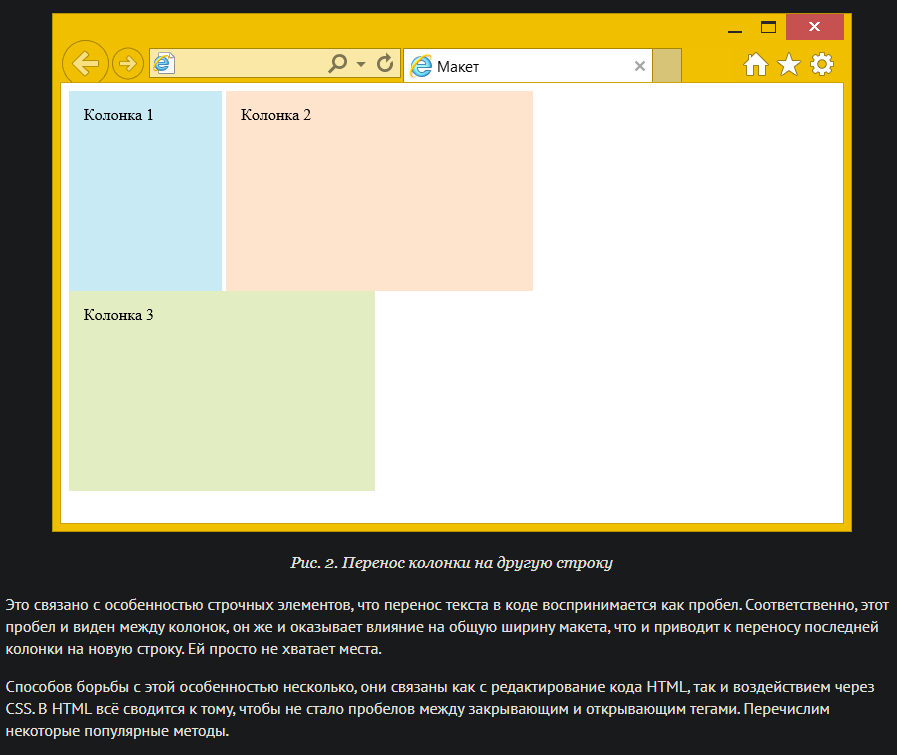 Макет
Колонка 1
Колонка 2
Колонка 3
Рис. 2. Перенос колонки на другую строку
Это связано с особенностью строчных элементов, что перенос текста в коде воспринимается как пробел. Соответственно, этот
пробел и виден между колонок, он же и оказывает влияние на общую ширину макета, что и приводит к переносу последней
колонки на новую строку. Ей просто не хватает места.
Способов борьбы с этой особенностью несколько, они связаны как с редактирование кода HTML, так и воздействием через
CSS. В HTML всё сводится к тому, чтобы не стало пробелов между закрывающим и открывающим тегами. Перечислим
некоторые популярные методы.